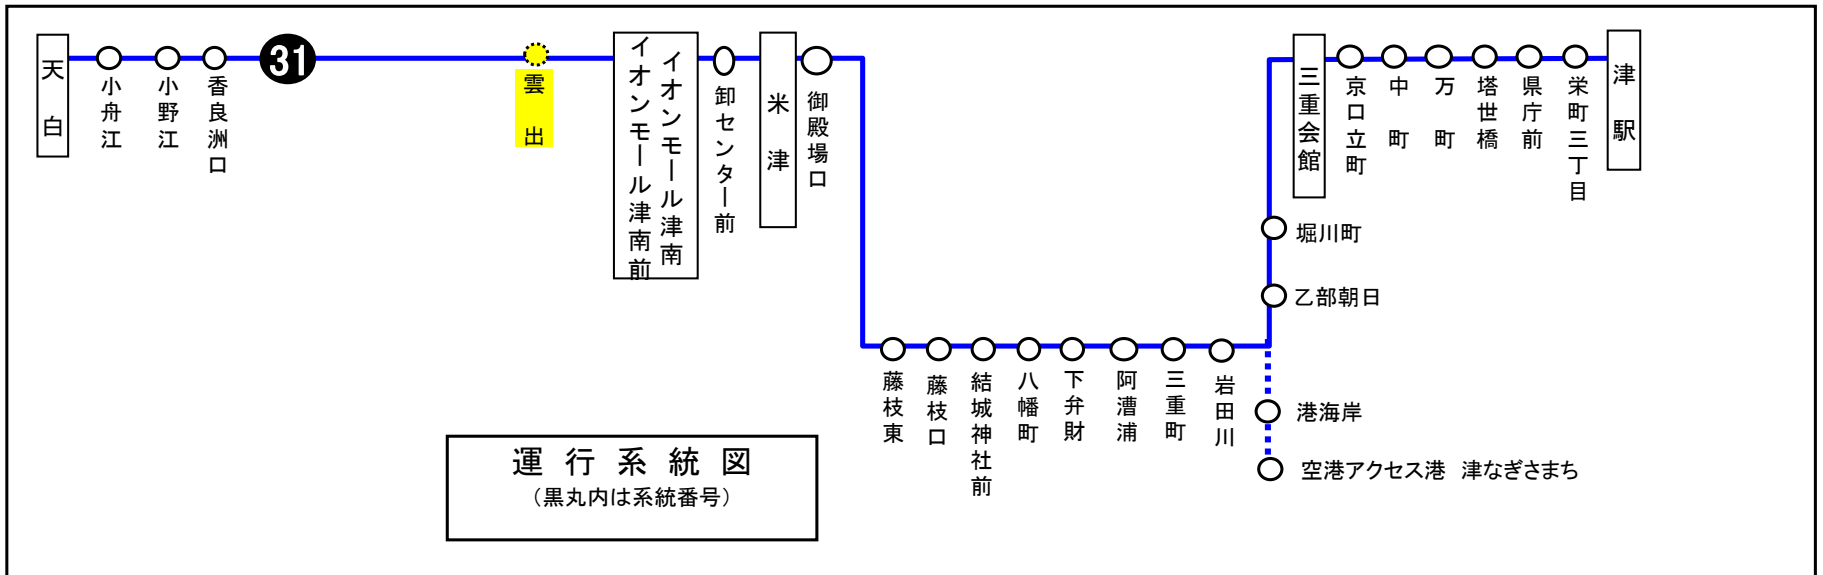 天白
小舟江
小野江
香良洲口
31
雲出
イオンモール津南
イオンモール津南前
卸センター前
米津
御殿場口
藤枝東
藤枝口
結城神社前
八幡町
下弁財
阿漕浦
三重町
岩田川
港海岸
空港アクセス港 津なぎさまち
乙部朝日
堀川町
三重会館
京口立町
中町
万町
塔世橋
県庁前
栄町三丁目
津駅
運行系統図
（黒丸内は系統番号）